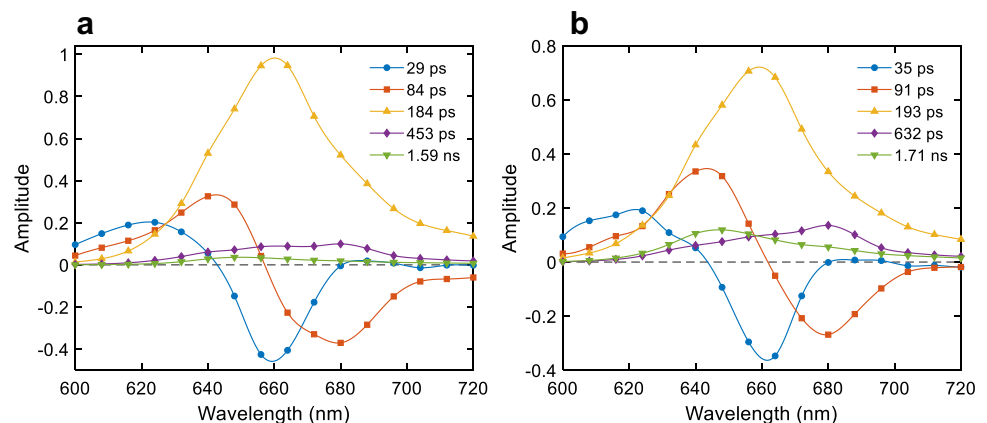 a
b
1
0.8
0.6
0.4
0.2
0
-0.2
-0.4
Amplitude
29 ps
84 ps
184 ps
453 ps
1.59 ns
600
620
640
660
680
700
720
Wavelength (nm)
0.8
0.6
0.4
0.2
0
-0.2
-0.4
Amplitude
35 ps
91 ps
193 ps
632 ps
1.71 ns
600
620
640
660
680
700
720
Wavelength (nm)